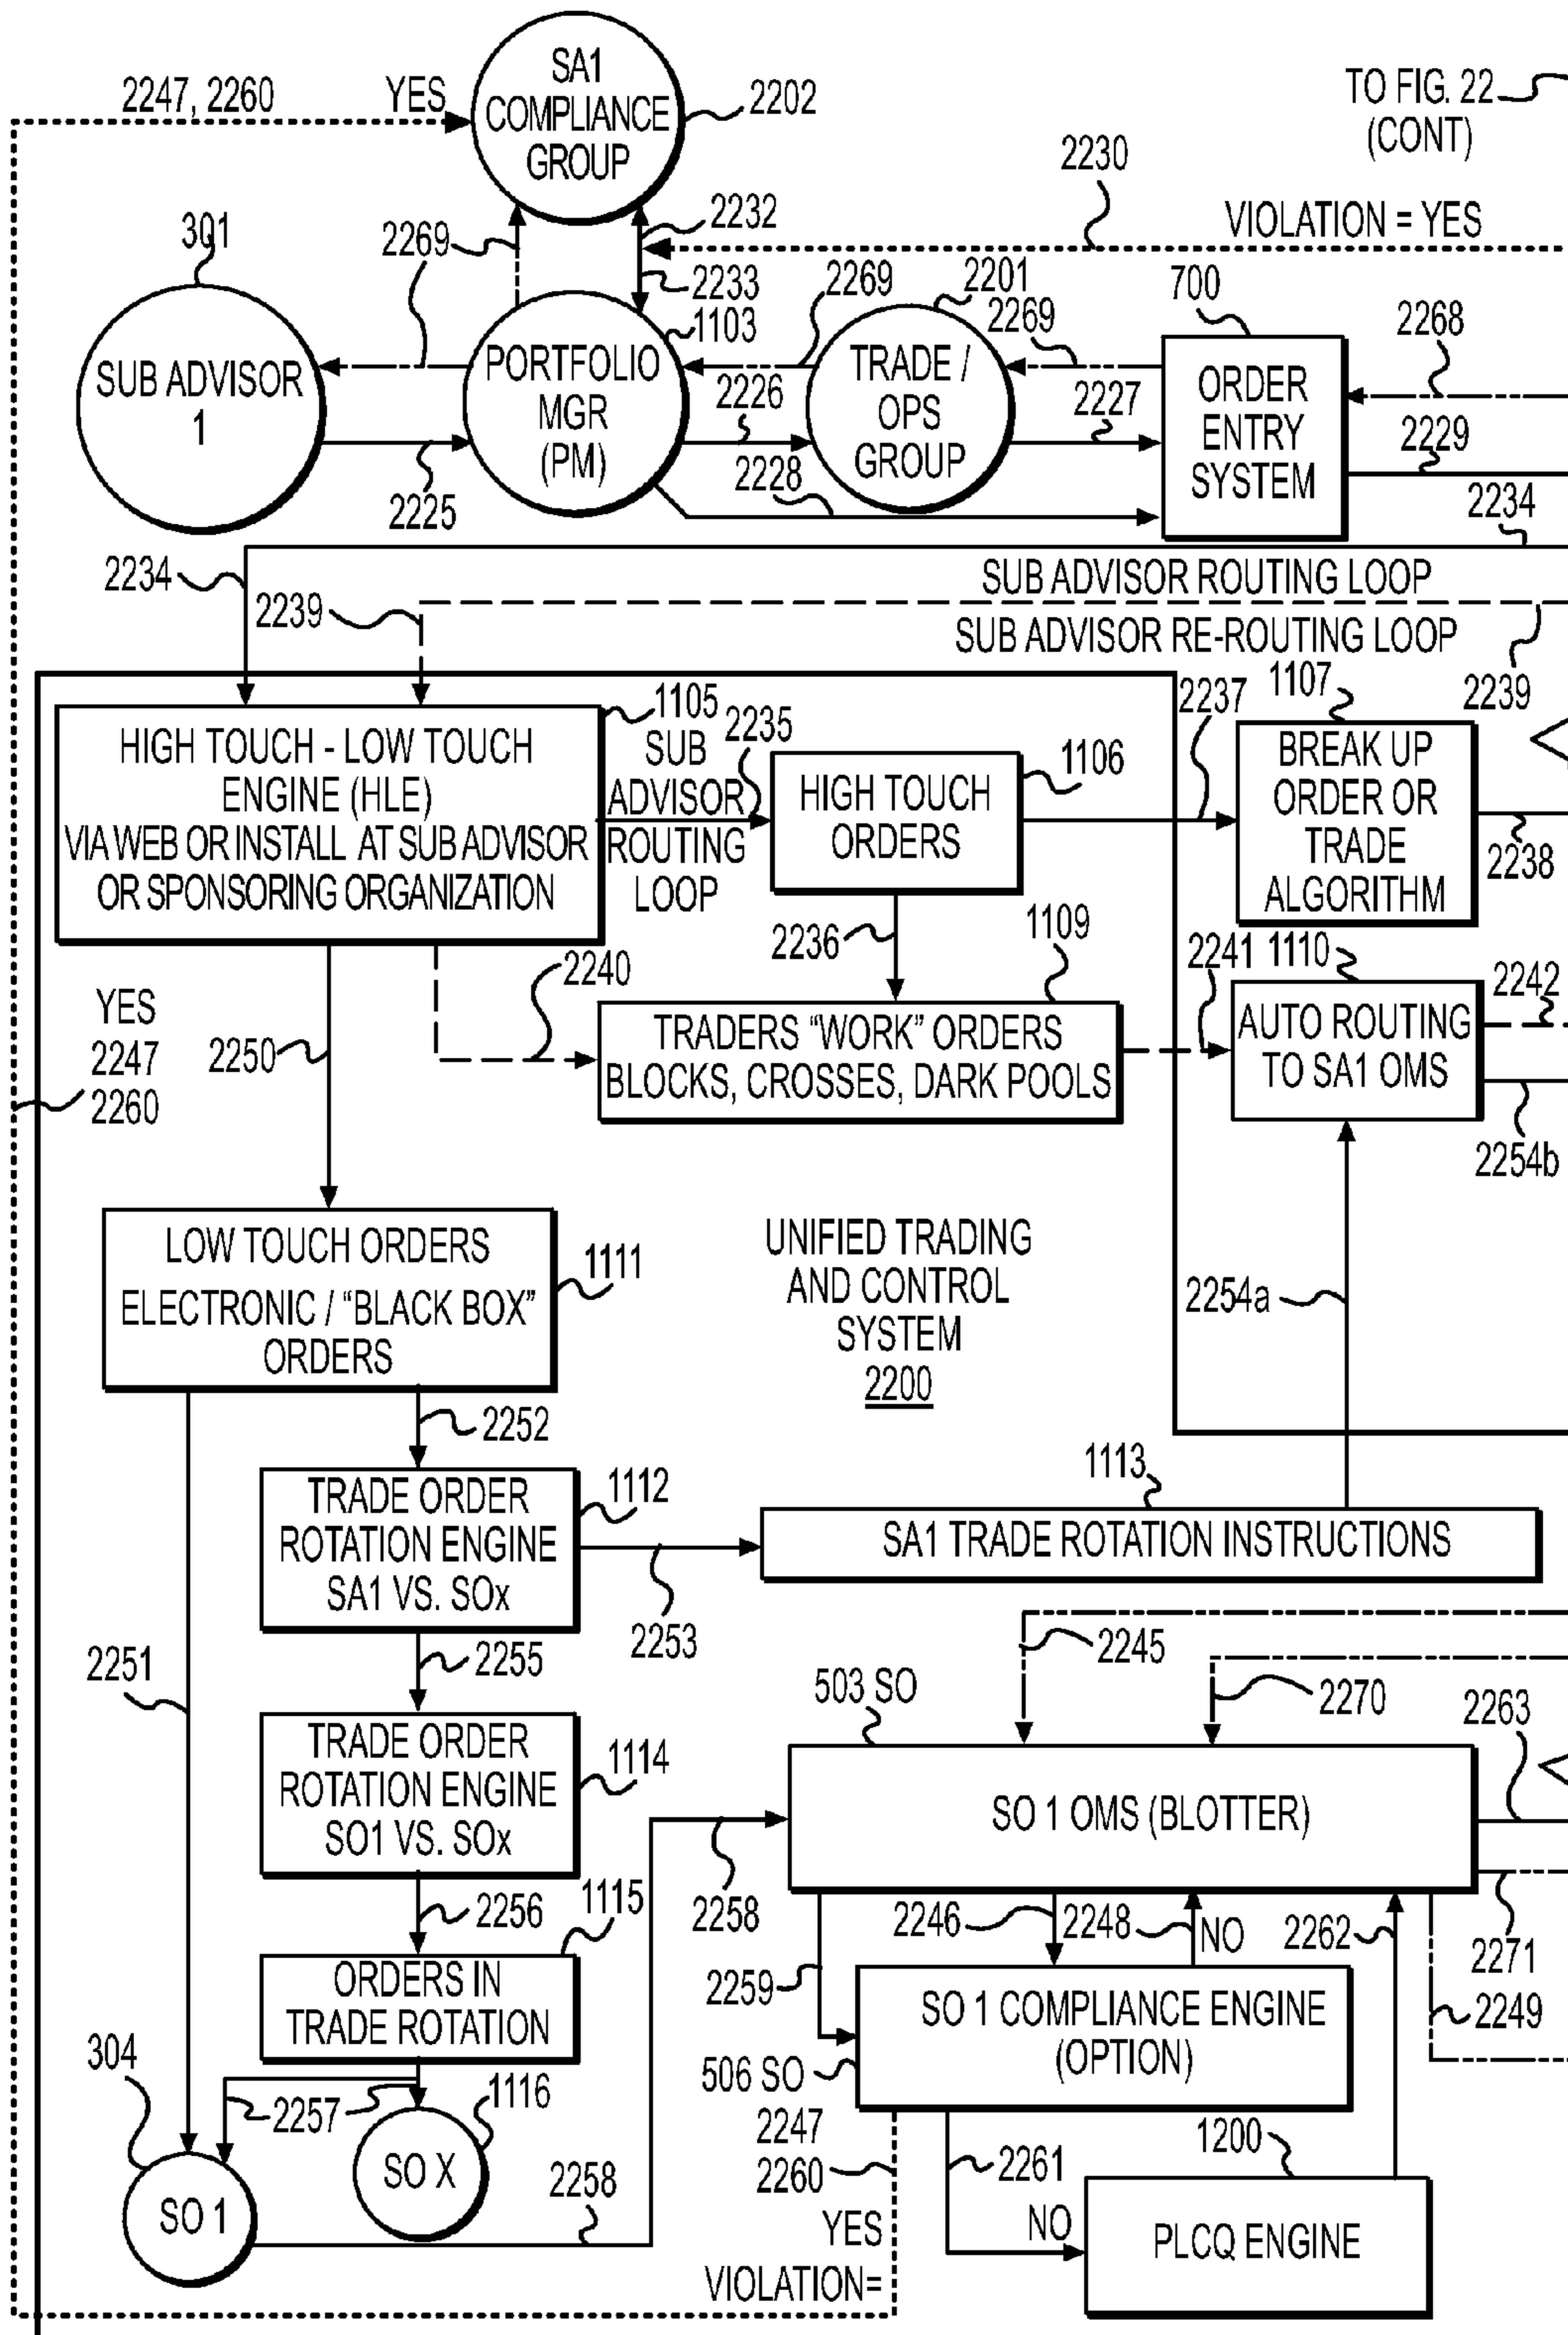 SA1
COMPLIANCE
GROUP
2247, 2260
YES
2202
TO FIG. 22
(CONT)
2230
VIOLATION = YES
2232
2233
301
2269
2269
2269
2201
2269
700
2268
1103
SUB ADVISOR
1
PORTFOLIO
MGR
(PM)
TRADE /
OPS
GROUP
ORDER
ENTRY
SYSTEM
2226
2227
2229
2225
2228
2234
2234
SUB ADVISOR ROUTING LOOP
2239
SUB ADVISOR RE-ROUTING LOOP
2239
1105
HIGH TOUCH - LOW TOUCH
ENGINE (HLE)
VIA WEB OR INSTALL AT SUB ADVISOR
OR SPONSORING ORGANIZATION
2235
SUB
ADVISOR
ROUTING
LOOP
HIGH TOUCH
ORDERS
1106
2237
1107
BREAK UP
ORDER OR
TRADE
ALGORITHM
2238
2236
1109
2240
TRADERS “WORK” ORDERS
BLOCKS, CROSSES, DARK POOLS
2241
1110
AUTO ROUTING
TO SA1 OMS
2242
2254b
YES
2247
2260
2250
LOW TOUCH ORDERS
ELECTRONIC / “BLACK BOX”
ORDERS
1111
UNIFIED TRADING
AND CONTROL
SYSTEM
2200
2254a
2252
TRADE ORDER
ROTATION ENGINE
SA1 VS. SOx
1112
2253
1113
SA1 TRADE ROTATION INSTRUCTIONS
2251
2255
2245
2270
503 SO
2263
TRADE ORDER
ROTATION ENGINE
SO1 VS. SOx
1114
SO 1 OMS (BLOTTER)
2258
2256
1115
2246
2248
NO
2262
2271
2249
ORDERS IN
TRADE ROTATION
2259
SO 1 COMPLIANCE ENGINE
(OPTION)
506 SO
2247
2260
304
2257
1116
SO X
SO 1
2258
2261
1200
NO
PLCQ ENGINE
YES
VIOLATION=